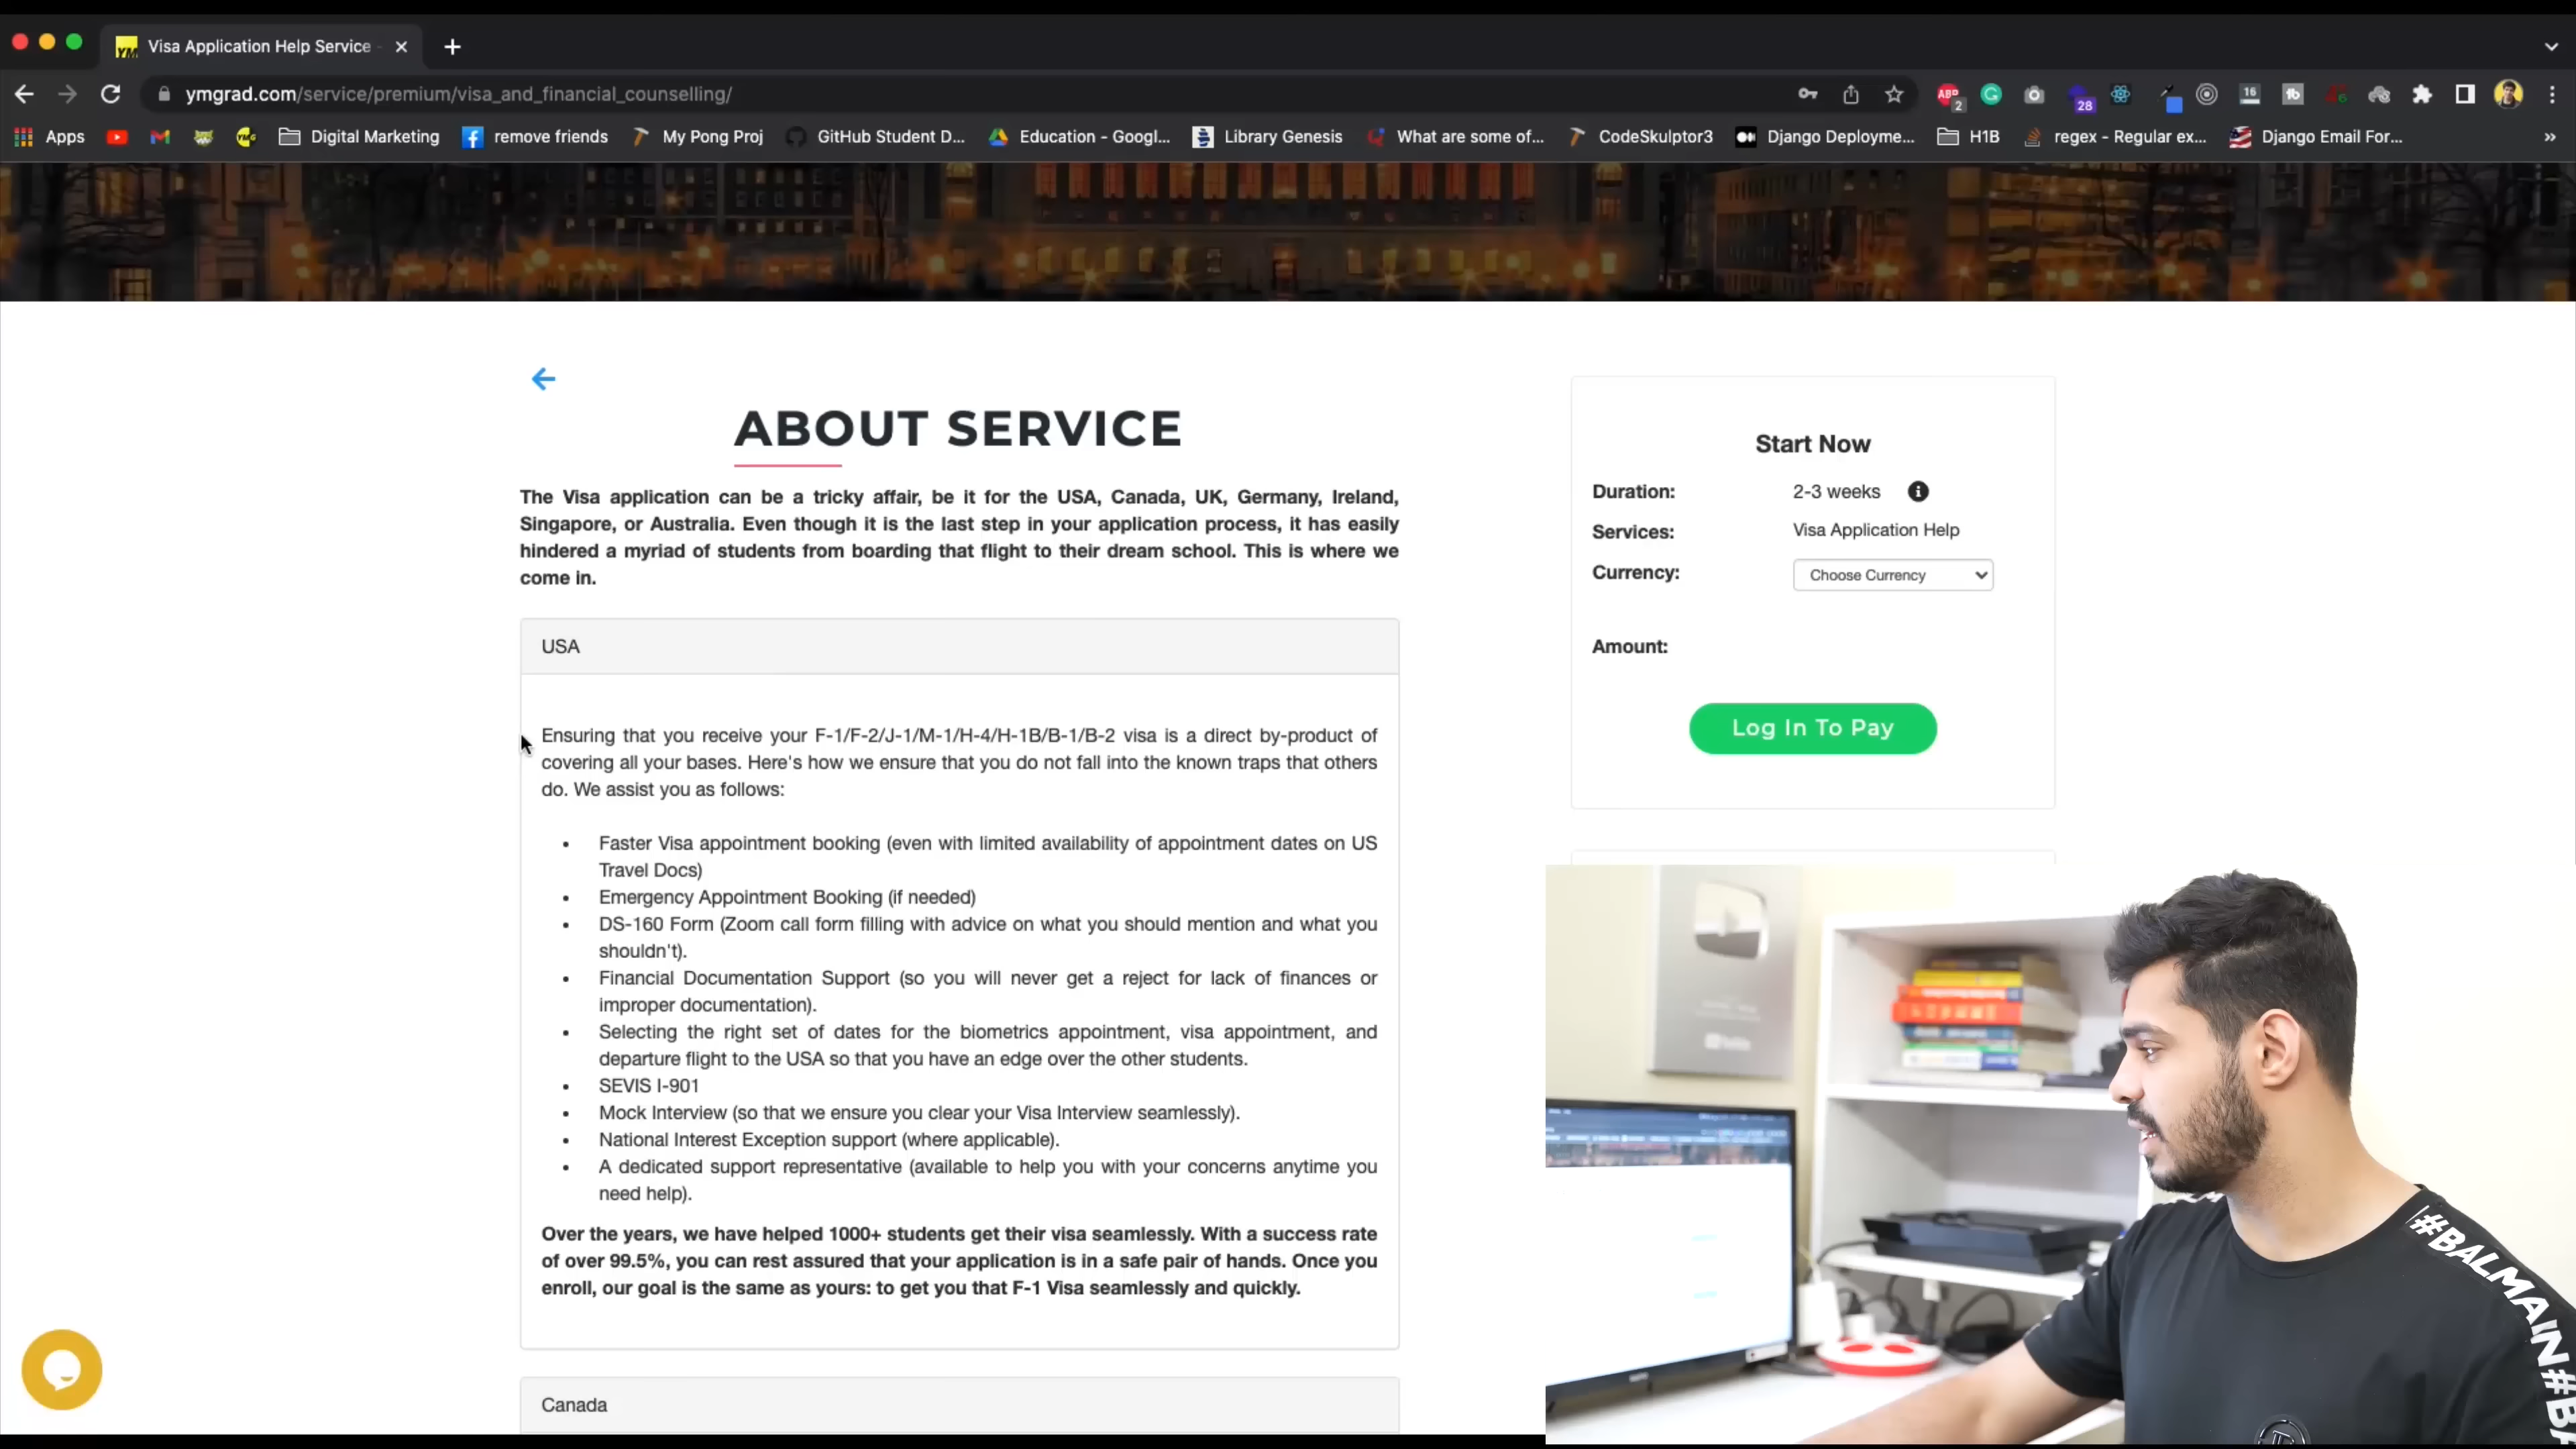 Visa Application Help Service -
ymgrad.com/service/premium/visa_and_financial_counselling/
ABP 2 28 16 tb
Apps Digital Marketing remove friends My Pong Proj GitHub Student D... Education - Googl... Library Genesis What are some of... CodeSkulptor3 Django Deployme... H1B regex - Regular ex... Django Email For... »
ABOUT SERVICE
The Visa application can be a tricky affair, be it for the USA, Canada, UK, Germany, Ireland,
Singapore, or Australia. Even though it is the last step in your application process, it has easily
hindered a myriad of students from boarding that flight to their dream school. This is where we
come in.
USA
Ensuring that you receive your F-1/F-2/J-1/M-1/H-4/H-1B/B-1/B-2 visa is a direct by-product of
covering all your bases. Here's how we ensure that you do not fall into the known traps that others
do. We assist you as follows:
• Faster Visa appointment booking (even with limited availability of appointment dates on US
Travel Docs)
• Emergency Appointment Booking (if needed)
• DS-160 Form (Zoom call form filling with advice on what you should mention and what you
shouldn't).
• Financial Documentation Support (so you will never get a reject for lack of finances or
improper documentation).
• Selecting the right set of dates for the biometrics appointment, visa appointment, and
departure flight to the USA so that you have an edge over the other students.
• SEVIS I-901
• Mock Interview (so that we ensure you clear your Visa Interview seamlessly).
• National Interest Exception support (where applicable).
• A dedicated support representative (available to help you with your concerns anytime you
need help).
Over the years, we have helped 1000+ students get their visa seamlessly. With a success rate
of over 99.5%, you can rest assured that your application is in a safe pair of hands. Once you
enroll, our goal is the same as yours: to get you that F-1 Visa seamlessly and quickly.
Canada
Start Now
Duration: 2-3 weeks
Services: Visa Application Help
Currency: Choose Currency
Amount:
Log In To Pay
#BALMAIN#BA